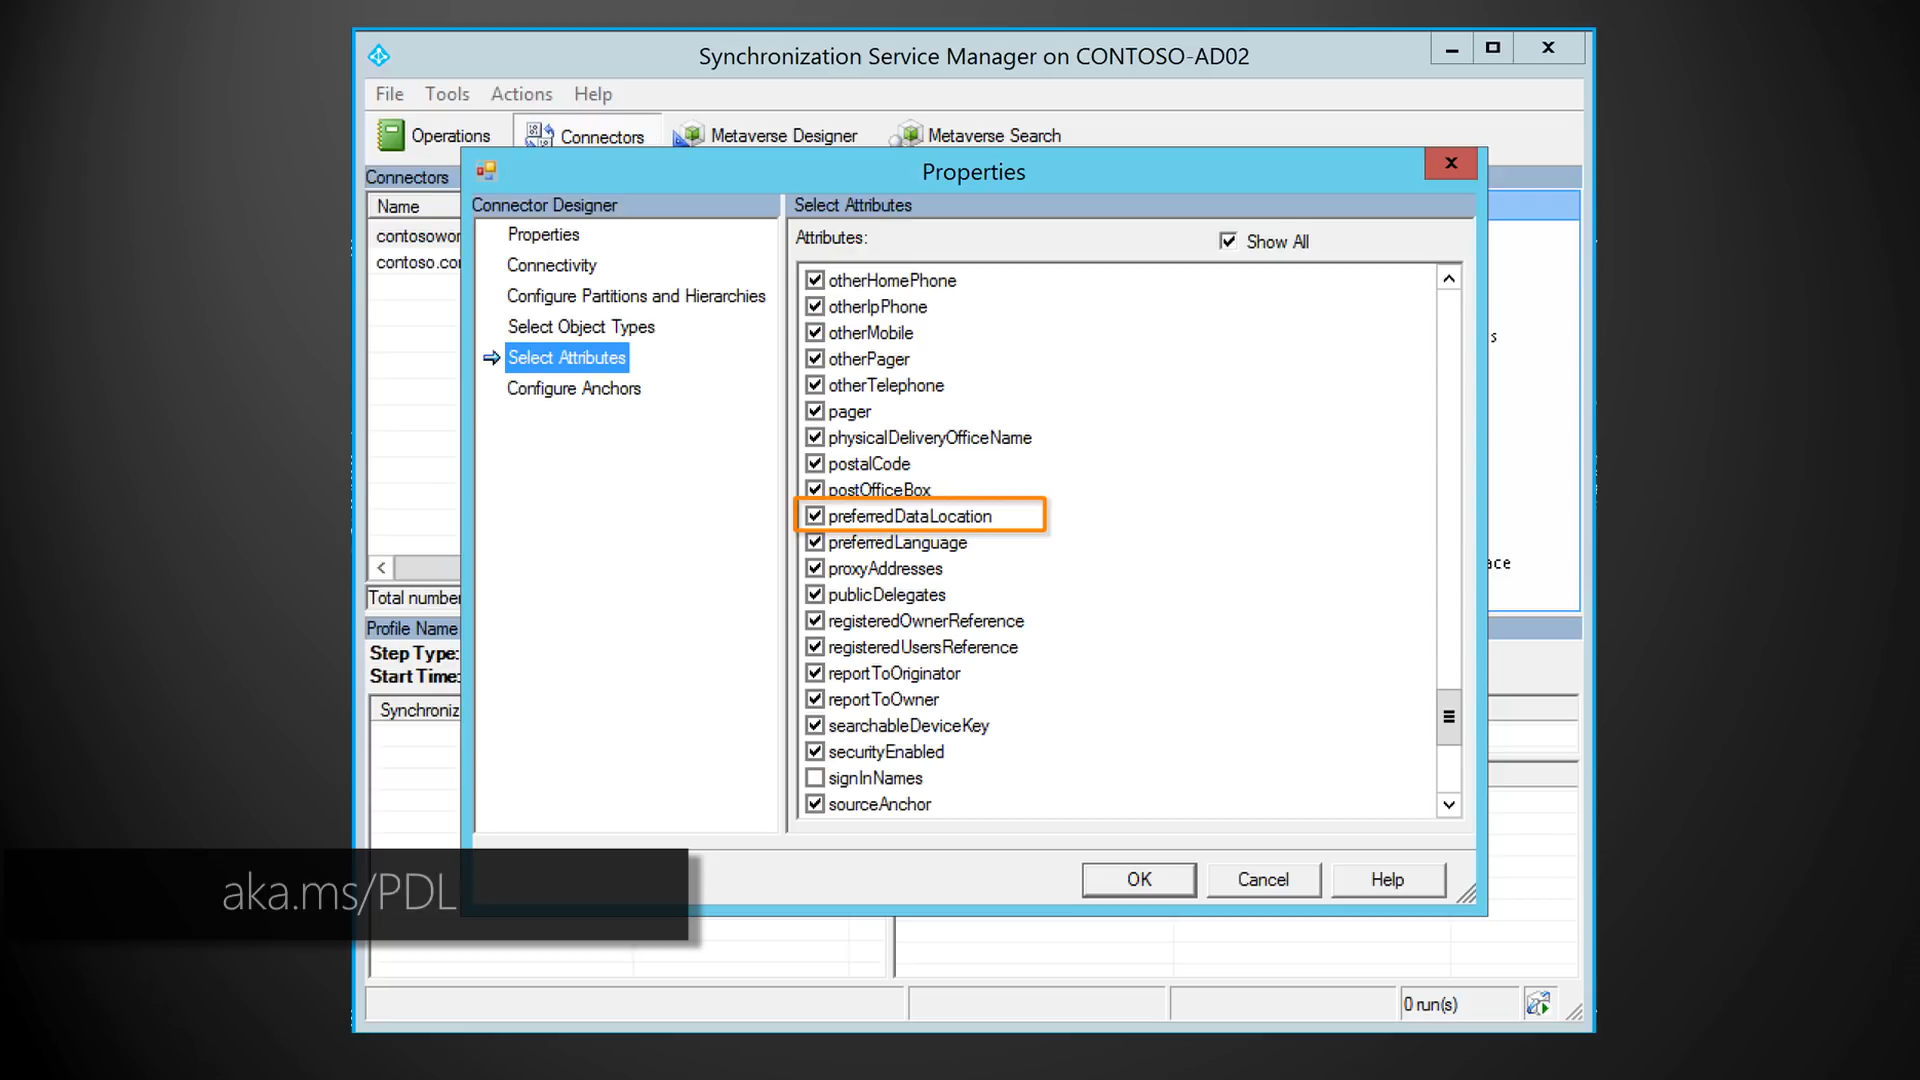 Synchronization Service Manager on CONTOSO-AD02
File Tools Actions Help
Operations Connectors Metaverse Designer Metaverse Search
Connectors
Name
contosowor
contoso.cor
Total number
Profile Name
Step Type:
Start Time:
Synchroniz
Properties
Connector Designer
Properties
Connectivity
Configure Partitions and Hierarchies
Select Object Types
Select Attributes
Configure Anchors
Select Attributes
Attributes:
Show All
otherHomePhone
otherIpPhone
otherMobile
otherPager
otherTelephone
pager
physicalDeliveryOfficeName
postalCode
postOfficeBox
preferredDataLocation
preferredLanguage
proxyAddresses
publicDelegates
registeredOwnerReference
registeredUsersReference
reportToOriginator
reportToOwner
searchableDeviceKey
securityEnabled
signInNames
sourceAnchor
s
ace
OK Cancel Help
aka.ms/PDL
0 run(s)